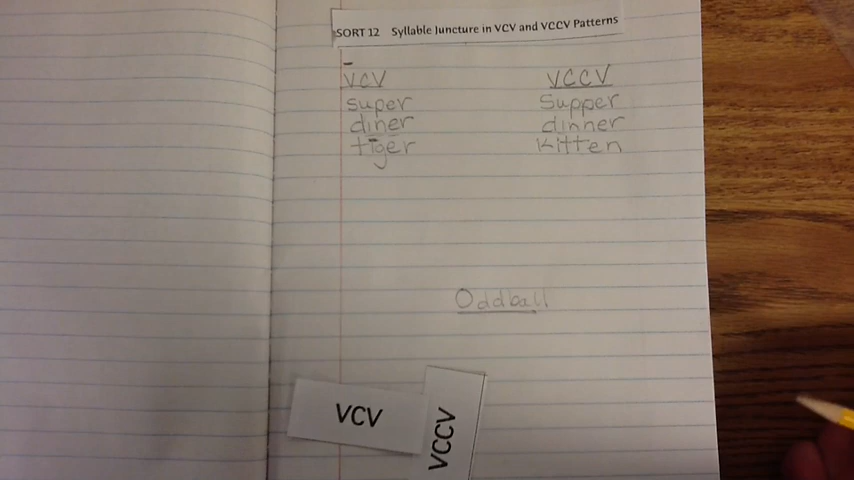 SORT 12 Syllable Juncture in VCV and VCCV Patterns
VCV VCCV
super Supper
diner dinner
tiger kitten
Oddball
VCV
VCCV